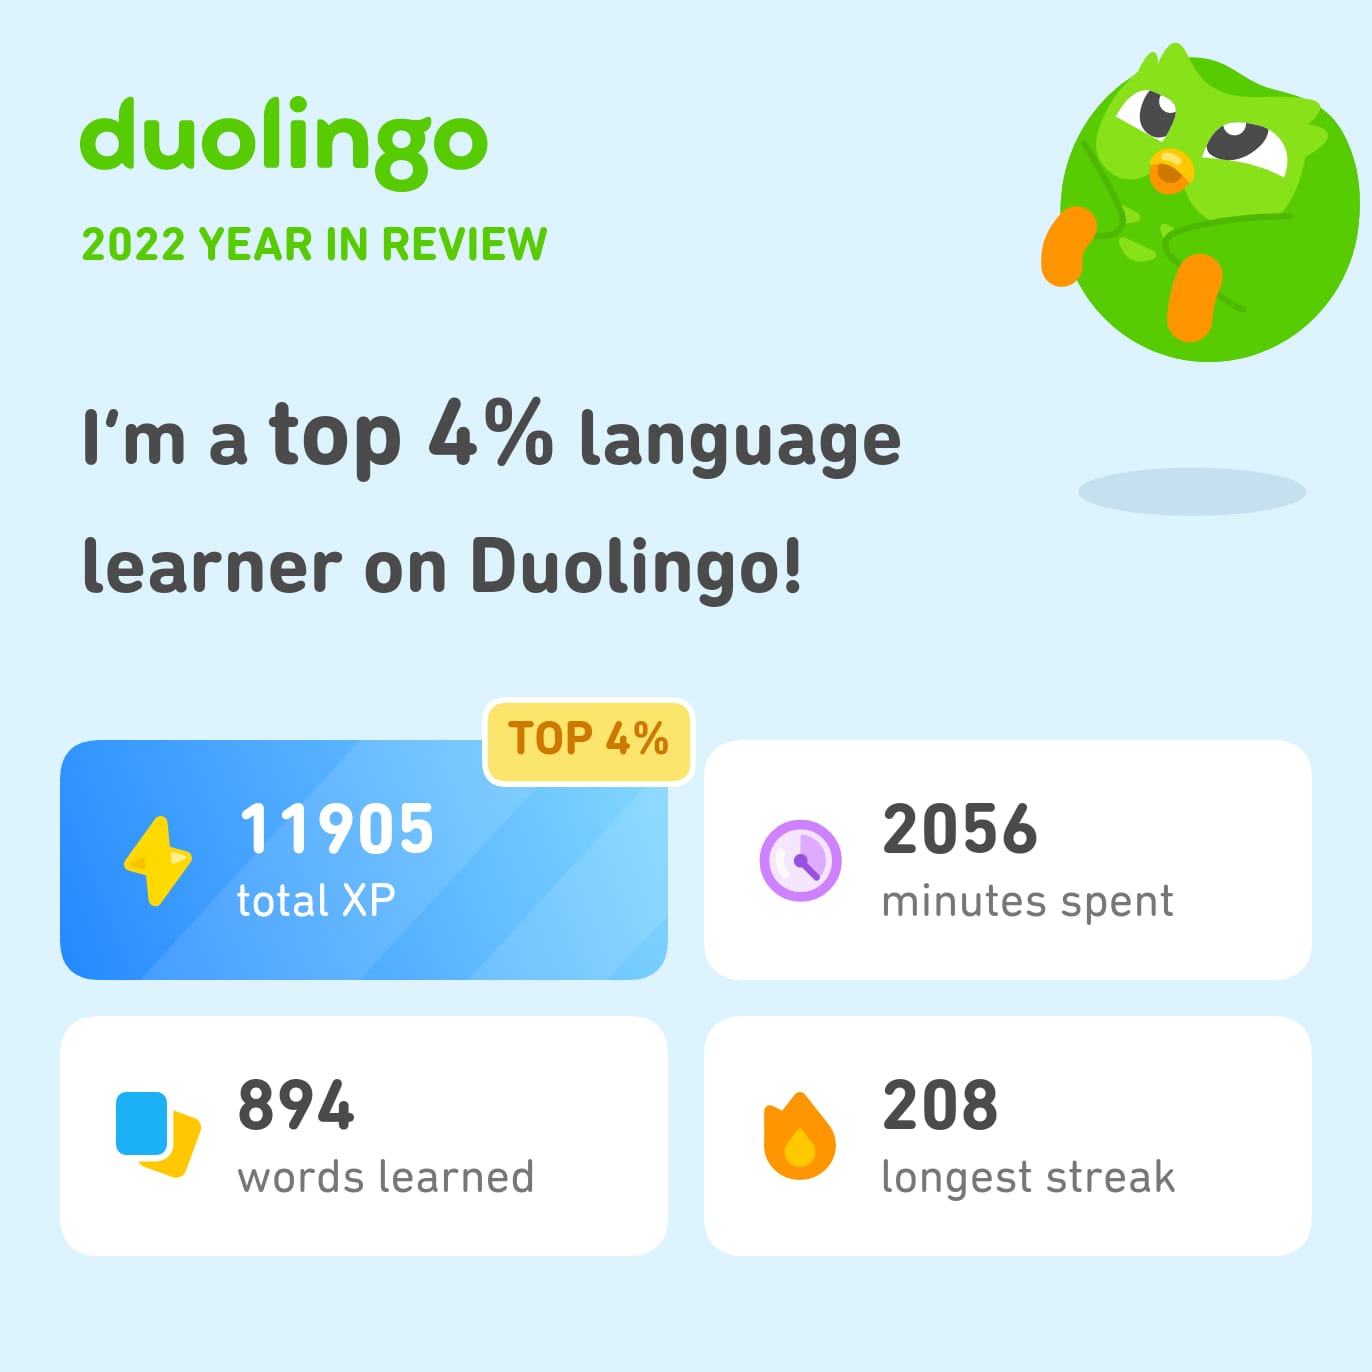 duolingo
2022 YEAR IN REVIEW
I'm a top 4% language
learner on Duolingo!
TOP 4%
11905
total XP
2056
minutes spent
894
words learned
208
longest streak